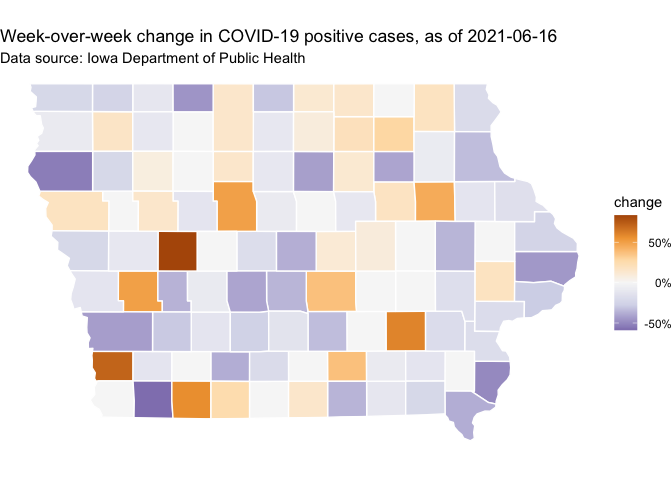 Week-over-week change in COVID-19 positive cases, as of 2021-06-16
Data source: Iowa Department of Public Health
change
50%
0%
-50%